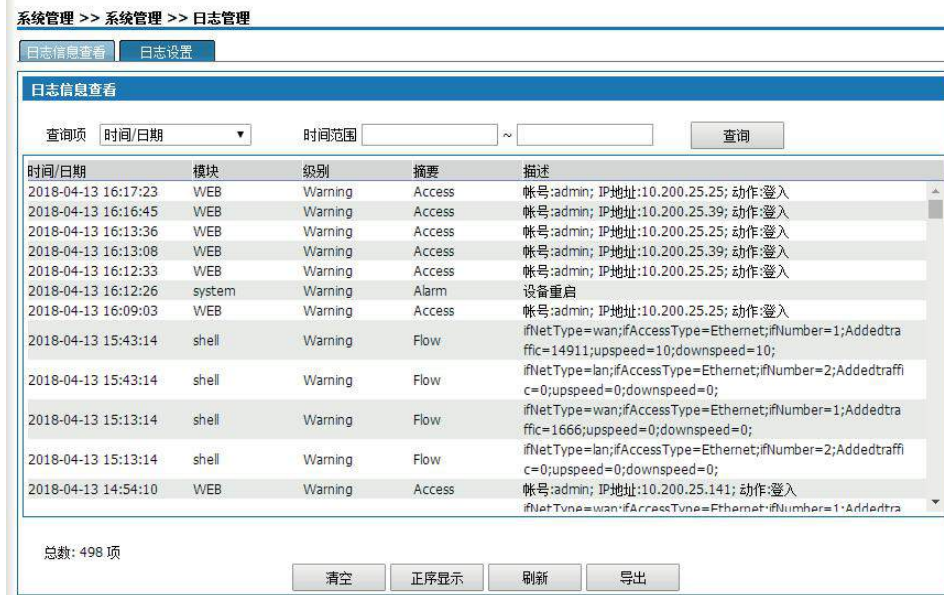 系统管理 >> 系统管理 >> 日志管理
日志信息查看 日志设置
日志信息查看
查询项 时间/日期 时间范围 ~ 查询
时间/日期 模块 级别 摘要 描述
2018-04-13 16:17:23 WEB Warning Access 帐号:admin; IP地址:10.200.25.25; 动作:登入
2018-04-13 16:16:45 WEB Warning Access 帐号:admin; IP地址:10.200.25.39; 动作:登入
2018-04-13 16:13:36 WEB Warning Access 帐号:admin; IP地址:10.200.25.25; 动作:登入
2018-04-13 16:13:08 WEB Warning Access 帐号:admin; IP地址:10.200.25.39; 动作:登入
2018-04-13 16:12:33 WEB Warning Access 帐号:admin; IP地址:10.200.25.25; 动作:登入
2018-04-13 16:12:26 system Warning Alarm 设备重启
2018-04-13 16:09:03 WEB Warning Access 帐号:admin; IP地址:10.200.25.25; 动作:登入
2018-04-13 15:43:14 shell Warning Flow ifNetType=wan;ifAccessType=Ethernet;ifNumber=1;Addedtra
ffic=14911;upspeed=10;downspeed=10;
2018-04-13 15:43:14 shell Warning Flow ifNetType=lan;ifAccessType=Ethernet;ifNumber=2;Addedtraffi
c=0;upspeed=0;downspeed=0;
2018-04-13 15:13:14 shell Warning Flow ifNetType=wan;ifAccessType=Ethernet;ifNumber=1;Addedtra
ffic=1666;upspeed=0;downspeed=0;
2018-04-13 15:13:14 shell Warning Flow ifNetType=lan;ifAccessType=Ethernet;ifNumber=2;Addedtraffi
c=0;upspeed=0;downspeed=0;
2018-04-13 14:54:10 WEB Warning Access 帐号:admin; IP地址:10.200.25.141; 动作:登入
ifNetType=wan;ifAccessType=Ethernet;ifNumber=1;Addedtra
总数: 498 项
清空 正序显示 刷新 导出